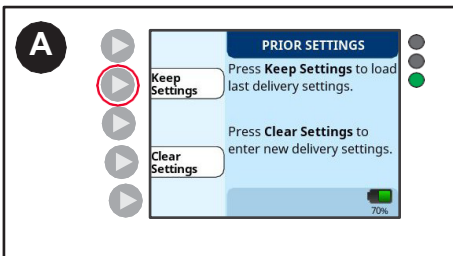 A
PRIOR SETTINGS
Keep
Settings
Press Keep Settings to load
last delivery settings.
Clear
Settings
Press Clear Settings to
enter new delivery settings.
70%